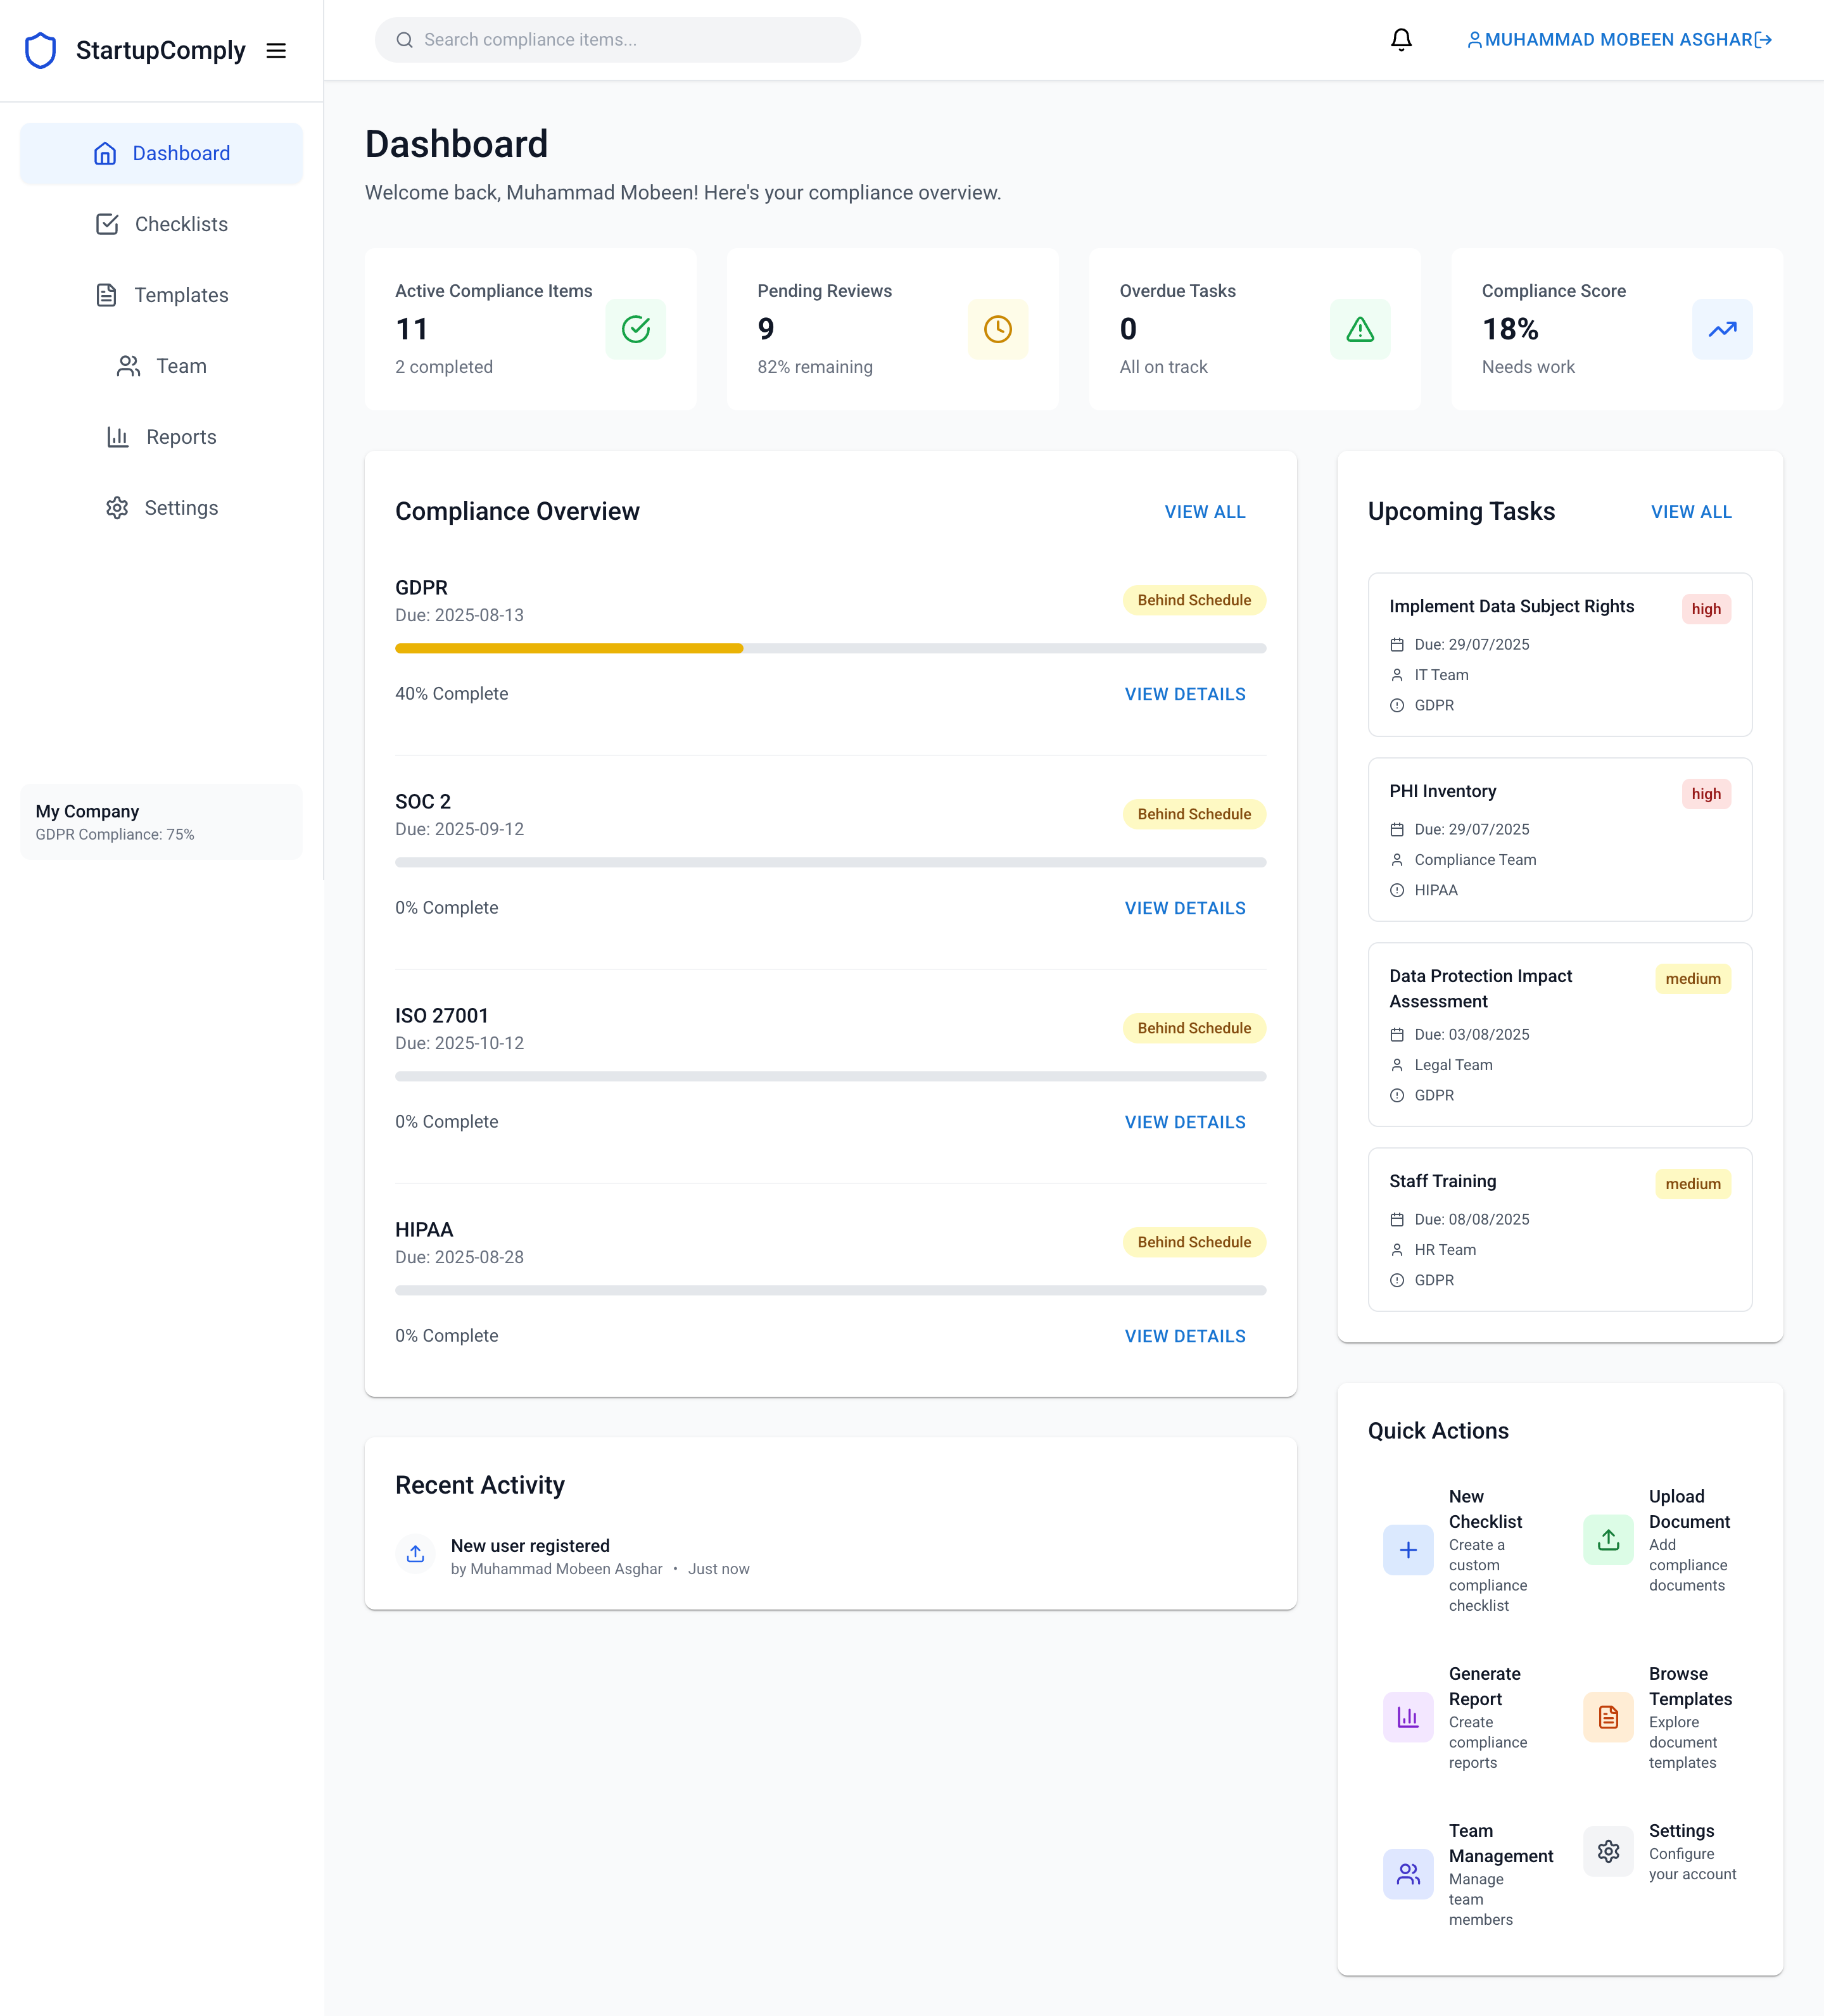 StartupComply
Search compliance items...
MUHAMMAD MOBEEN ASGHAR
Dashboard
Checklists
Templates
Team
Reports
Settings
My Company
GDPR Compliance: 75%
Dashboard
Welcome back, Muhammad Mobeen! Here's your compliance overview.
Active Compliance Items
11
2 completed
Pending Reviews
9
82% remaining
Overdue Tasks
0
All on track
Compliance Score
18%
Needs work
Compliance Overview
VIEW ALL
GDPR
Due: 2025-08-13
Behind Schedule
40% Complete
VIEW DETAILS
SOC 2
Due: 2025-09-12
Behind Schedule
0% Complete
VIEW DETAILS
ISO 27001
Due: 2025-10-12
Behind Schedule
0% Complete
VIEW DETAILS
HIPAA
Due: 2025-08-28
Behind Schedule
0% Complete
VIEW DETAILS
Recent Activity
New user registered
by Muhammad Mobeen Asghar • Just now
Upcoming Tasks
VIEW ALL
Implement Data Subject Rights
high
Due: 29/07/2025
IT Team
GDPR
PHI Inventory
high
Due: 29/07/2025
Compliance Team
HIPAA
Data Protection Impact
Assessment
medium
Due: 03/08/2025
Legal Team
GDPR
Staff Training
medium
Due: 08/08/2025
HR Team
GDPR
Quick Actions
New
Checklist
Create a
custom
compliance
checklist
Upload
Document
Add
compliance
documents
Generate
Report
Create
compliance
reports
Browse
Templates
Explore
document
templates
Team
Management
Manage
team
members
Settings
Configure
your account